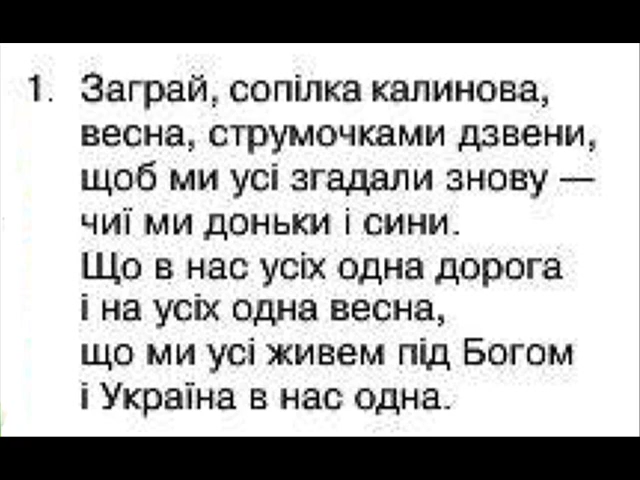 1. Заграй, сопілка калинова,
весна, струмочками дзвени,
щоб ми усі згадали знову —
чиї ми доньки і сини.
Що в нас усіх одна дорога
і на усіх одна весна,
що ми усі живем під Богом
і Україна в нас одна.